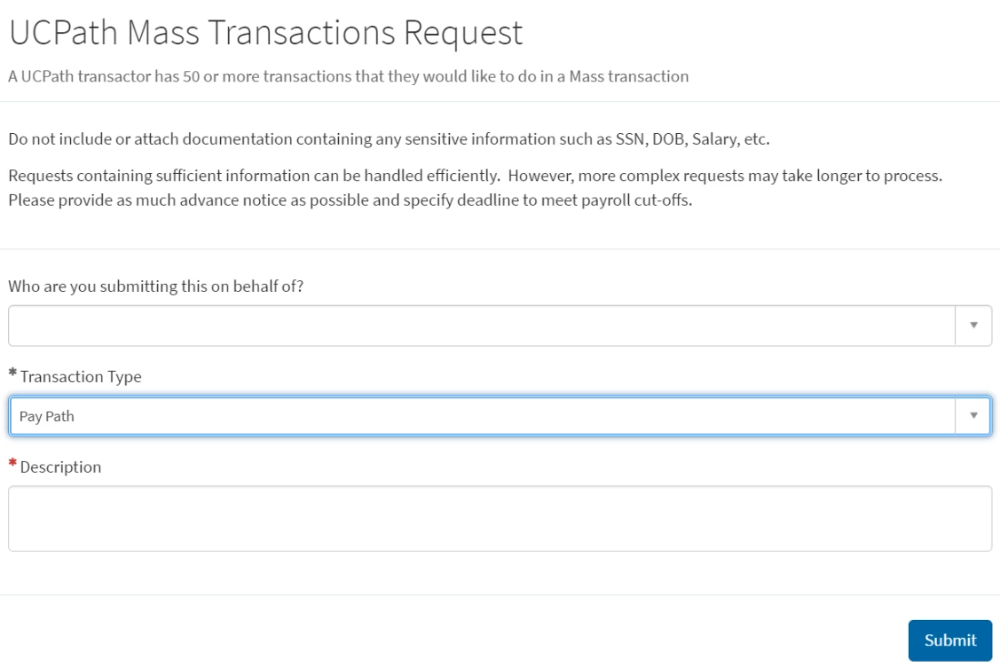 UCPath Mass Transactions Request
A UCPath transactor has 50 or more transactions that they would like to do in a Mass transaction
Do not include or attach documentation containing any sensitive information such as SSN, DOB, Salary, etc.
Requests containing sufficient information can be handled efficiently.  However, more complex requests may take longer to process.
Please provide as much advance notice as possible and specify deadline to meet payroll cut-offs.
Who are you submitting this on behalf of?
* Transaction Type
Pay Path
* Description
Submit